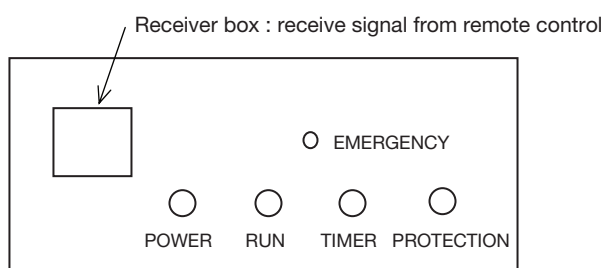 Receiver box : receive signal from remote control
EMERGENCY
POWER RUN TIMER PROTECTION